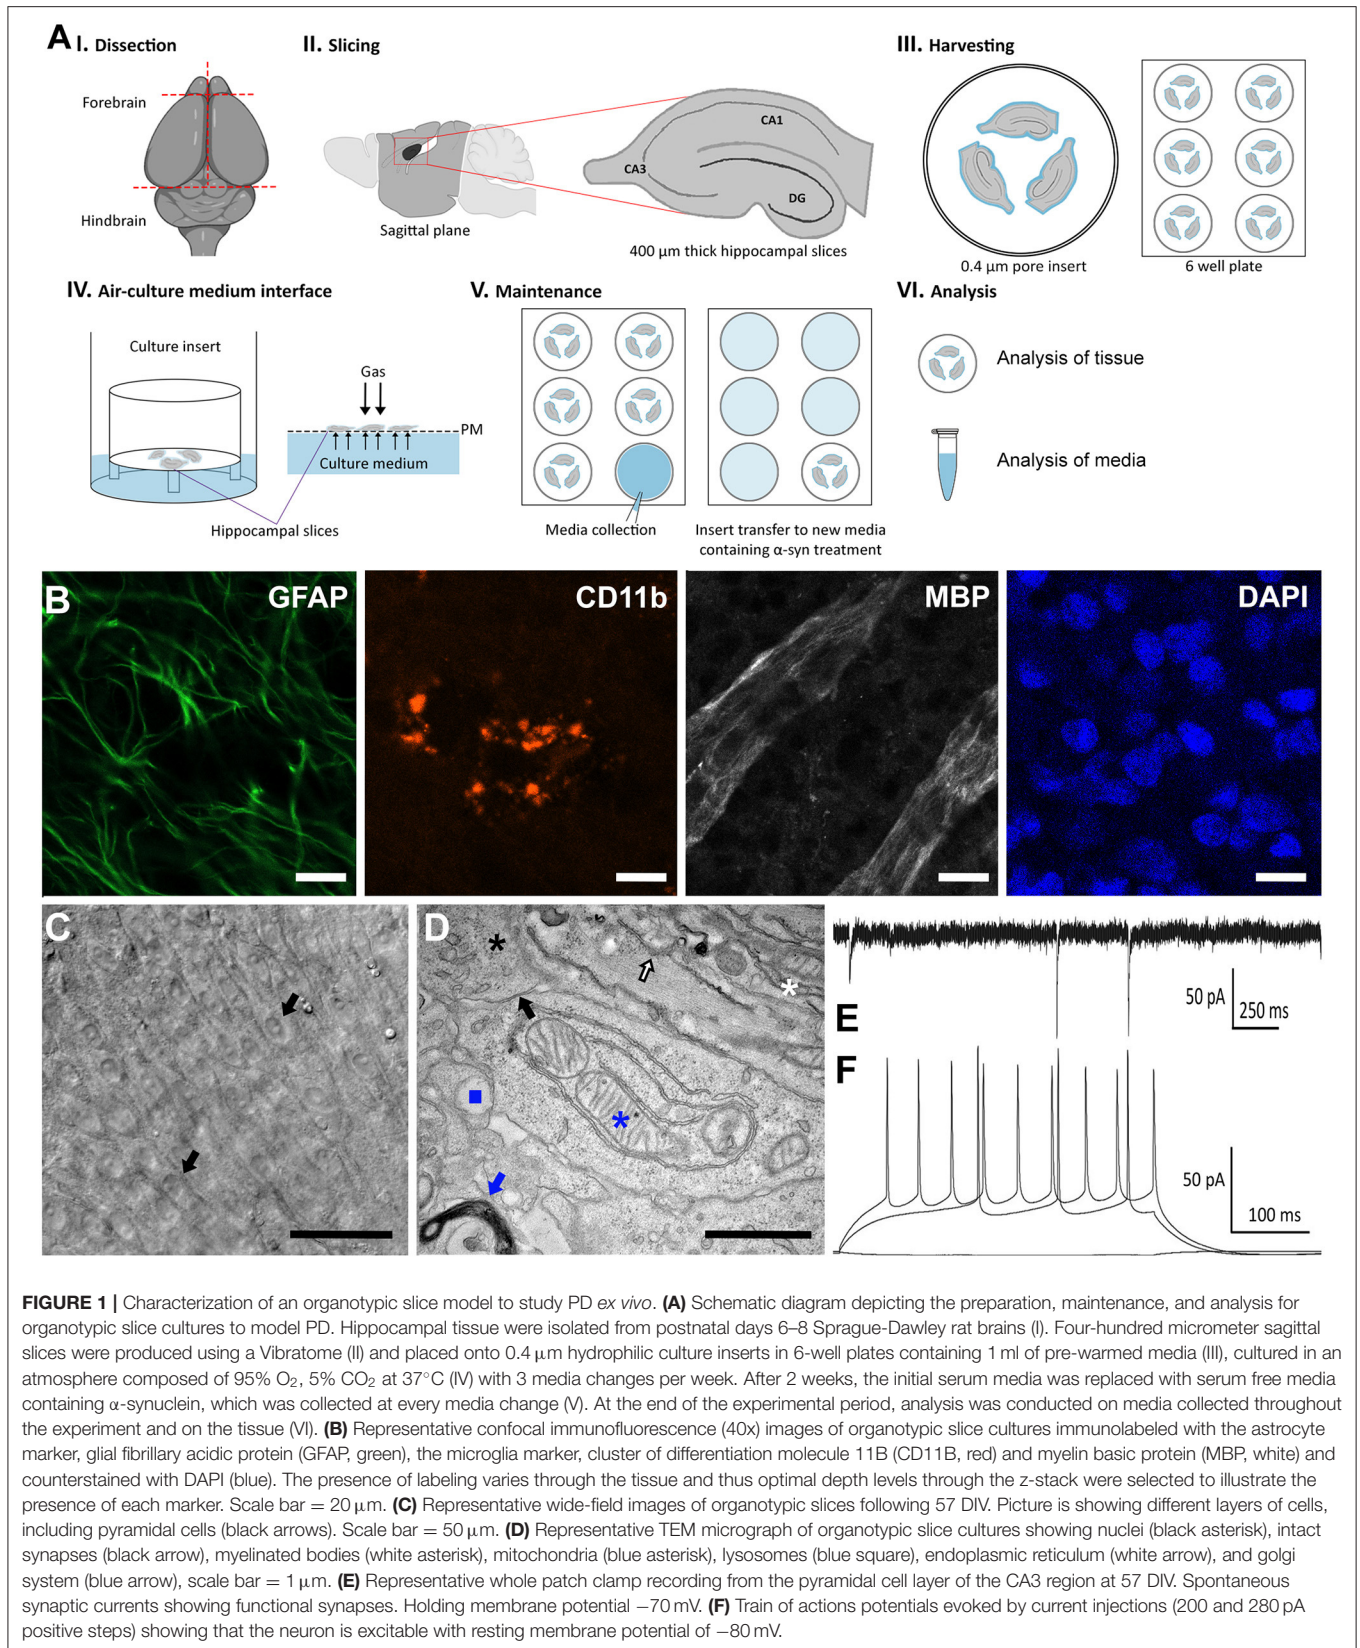 A I. Dissection
II. Slicing
III. Harvesting
Forebrain
Hindbrain
Sagittal plane
CA1
CA3
DG
400 µm thick hippocampal slices
0.4 µm pore insert
6 well plate
IV. Air-culture medium interface
V. Maintenance
VI. Analysis
Culture insert
Gas
PM
Culture medium
Hippocampal slices
Media collection
Insert transfer to new media
containing α-syn treatment
Analysis of tissue
Analysis of media
B
GFAP
CD11b
MBP
DAPI
C
D
*
*
*
E
50 pA
250 ms
F
50 pA
100 ms
FIGURE 1 | Characterization of an organotypic slice model to study PD ex vivo. (A) Schematic diagram depicting the preparation, maintenance, and analysis for
organotypic slice cultures to model PD. Hippocampal tissue were isolated from postnatal days 6–8 Sprague-Dawley rat brains (I). Four-hundred micrometer sagittal
slices were produced using a Vibratome (II) and placed onto 0.4 µm hydrophilic culture inserts in 6-well plates containing 1 ml of pre-warmed media (III), cultured in an
atmosphere composed of 95% O₂, 5% CO₂ at 37°C (IV) with 3 media changes per week. After 2 weeks, the initial serum media was replaced with serum free media
containing α-synuclein, which was collected at every media change (V). At the end of the experimental period, analysis was conducted on media collected throughout
the experiment and on the tissue (VI). (B) Representative confocal immunofluorescence (40x) images of organotypic slice cultures immunolabeled with the astrocyte
marker, glial fibrillary acidic protein (GFAP, green), the microglia marker, cluster of differentiation molecule 11B (CD11B, red) and myelin basic protein (MBP, white) and
counterstained with DAPI (blue). The presence of labeling varies through the tissue and thus optimal depth levels through the z-stack were selected to illustrate the
presence of each marker. Scale bar = 20 µm. (C) Representative wide-field images of organotypic slices following 57 DIV. Picture is showing different layers of cells,
including pyramidal cells (black arrows). Scale bar = 50 µm. (D) Representative TEM micrograph of organotypic slice cultures showing nuclei (black asterisk), intact
synapses (black arrow), myelinated bodies (white asterisk), mitochondria (blue asterisk), lysosomes (blue square), endoplasmic reticulum (white arrow), and golgi
system (blue arrow), scale bar = 1 µm. (E) Representative whole patch clamp recording from the pyramidal cell layer of the CA3 region at 57 DIV. Spontaneous
synaptic currents showing functional synapses. Holding membrane potential −70 mV. (F) Train of actions potentials evoked by current injections (200 and 280 pA
positive steps) showing that the neuron is excitable with resting membrane potential of −80 mV.